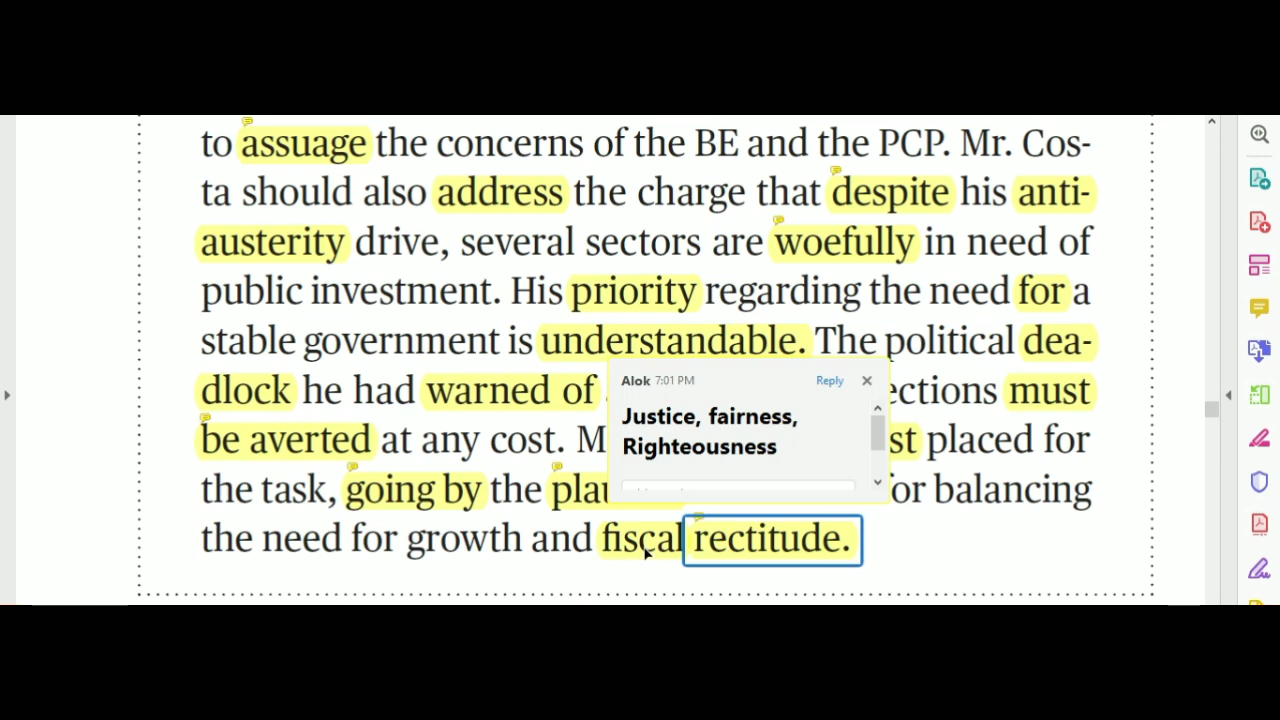 to assuage the concerns of the BE and the PCP. Mr. Cos-
ta should also address the charge that despite his anti-
austerity drive, several sectors are woefully in need of
public investment. His priority regarding the need for a
stable government is understandable. The political dea-
dlock he had warned of ections must
be averted at any cost. M st placed for
the task, going by the plau or balancing
the need for growth and fiscal rectitude.
Alok 7:01 PM Reply
Justice, fairness,
Righteousness